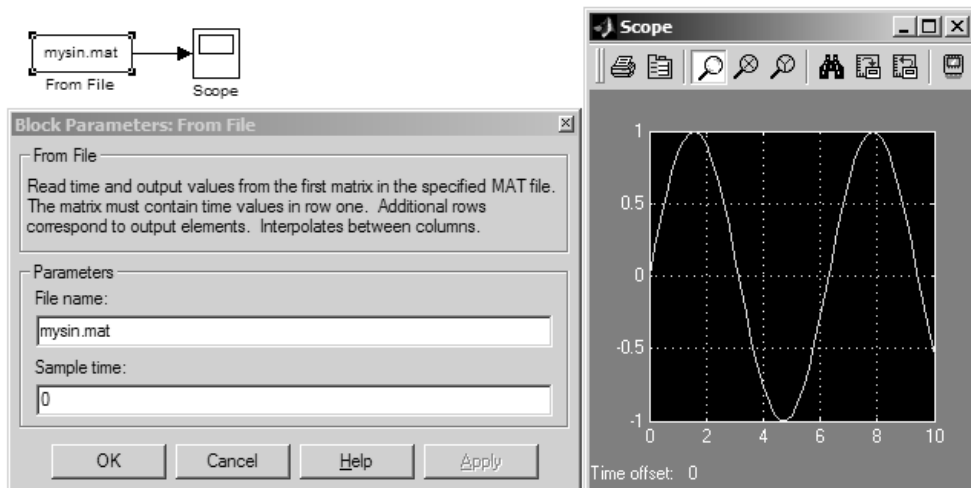 mysin.mat
From File
Scope
Block Parameters: From File
From File
Read time and output values from the first matrix in the specified MAT file.
The matrix must contain time values in row one. Additional rows
correspond to output elements. Interpolates between columns.
Parameters
File name:
mysin.mat
Sample time:
0
OK
Cancel
Help
Apply
Scope
1
0.5
0
-0.5
-1
0 2 4 6 8 10
Time offset: 0